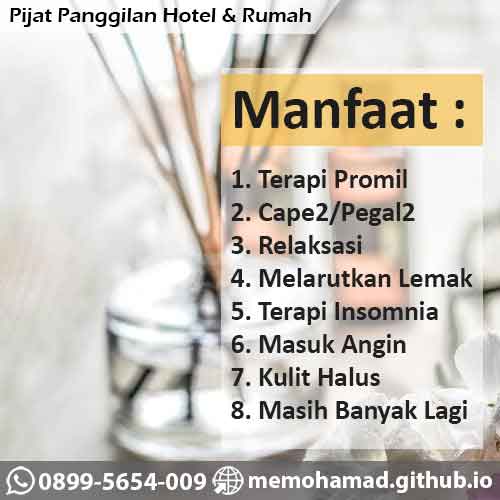 Pijat Panggilan Hotel & Rumah
Manfaat :
1. Terapi Promil
2. Cape2/Pegal2
3. Relaksasi
4. Melarutkan Lemak
5. Terapi Insomnia
6. Masuk Angin
7. Kulit Halus
8. Masih Banyak Lagi
0899-5654-009 memohamad.github.io